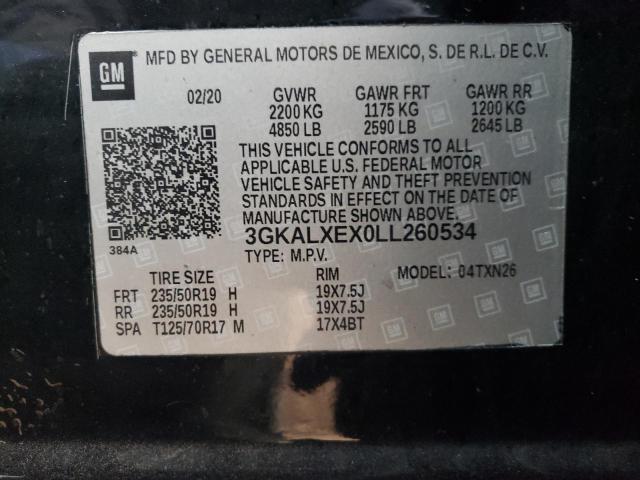 GM
MFD BY GENERAL MOTORS DE MEXICO, S. DE R.L. DE C.V.
02/20 GVWR GAWR FRT GAWR RR
2200 KG 1175 KG 1200 KG
4850 LB 2590 LB 2645 LB
THIS VEHICLE CONFORMS TO ALL
APPLICABLE U.S. FEDERAL MOTOR
VEHICLE SAFETY AND THEFT PREVENTION
STANDARDS IN EFFECT ON THE DATE OF
MANUFACTURE SHOWN ABOVE.
384A
3GKALXEX0LL260534
TYPE: M.P.V.
TIRE SIZE RIM MODEL: 04TXN26
FRT 235/50R19 H 19X7.5J
RR 235/50R19 H 19X7.5J
SPA T125/70R17 M 17X4BT